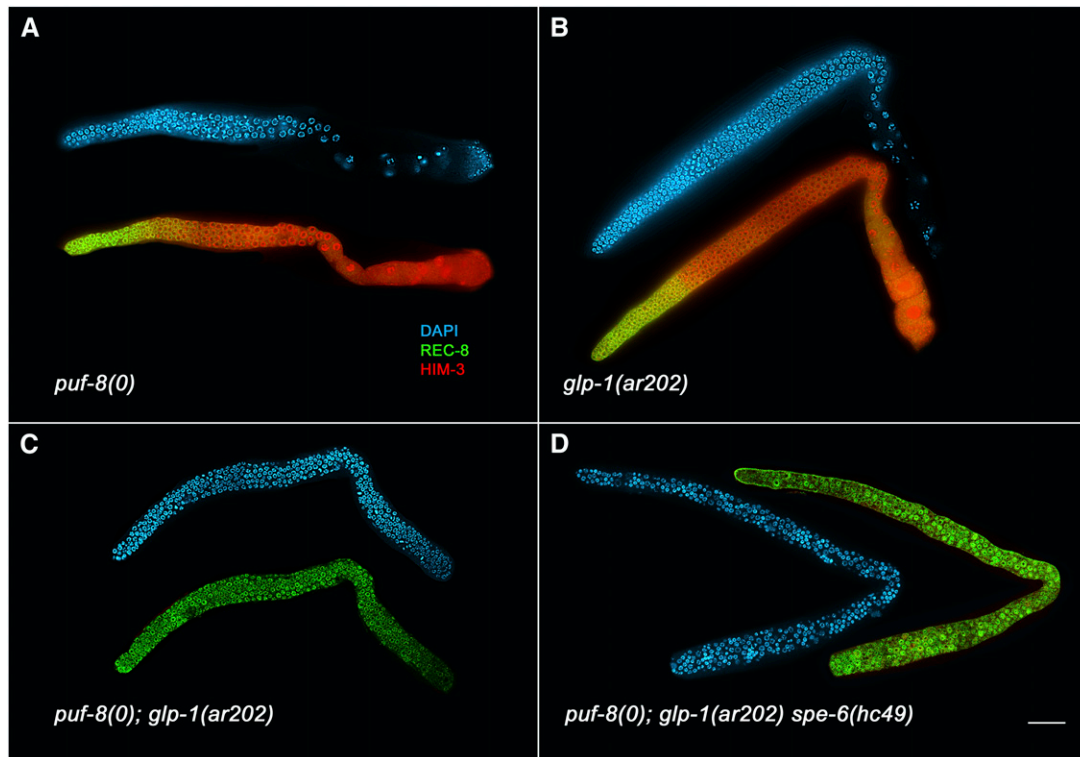 A
B
DAPI
REC-8
HIM-3
puf-8(0)
glp-1(ar202)
C
D
puf-8(0); glp-1(ar202)
puf-8(0); glp-1(ar202) spe-6(hc49)